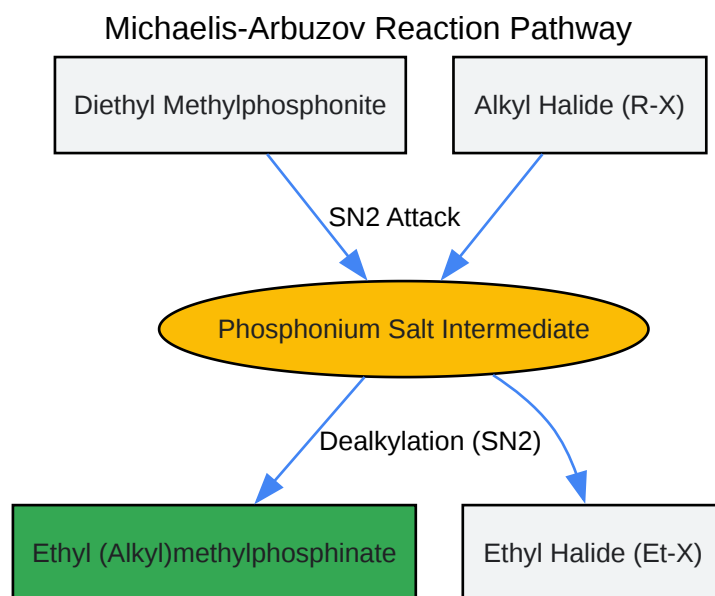 Michaelis-Arbuzov Reaction Pathway
Diethyl Methylphosphonite
Alkyl Halide (R-X)
SN2 Attack
Phosphonium Salt Intermediate
Dealkylation (SN2)
Ethyl (Alkyl)methylphosphinate
Ethyl Halide (Et-X)